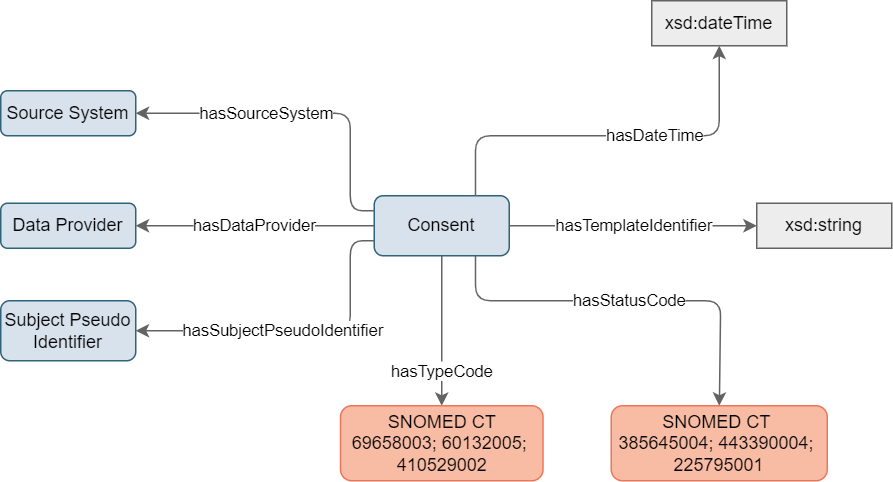 xsd:dateTime
Source System
hasSourceSystem
hasDateTime
Data Provider
hasDataProvider
Consent
hasTemplateIdentifier
xsd:string
Subject Pseudo
Identifier
hasSubjectPseudoIdentifier
hasStatusCode
hasTypeCode
SNOMED CT
69658003; 60132005;
410529002
SNOMED CT
385645004; 443390004;
225795001